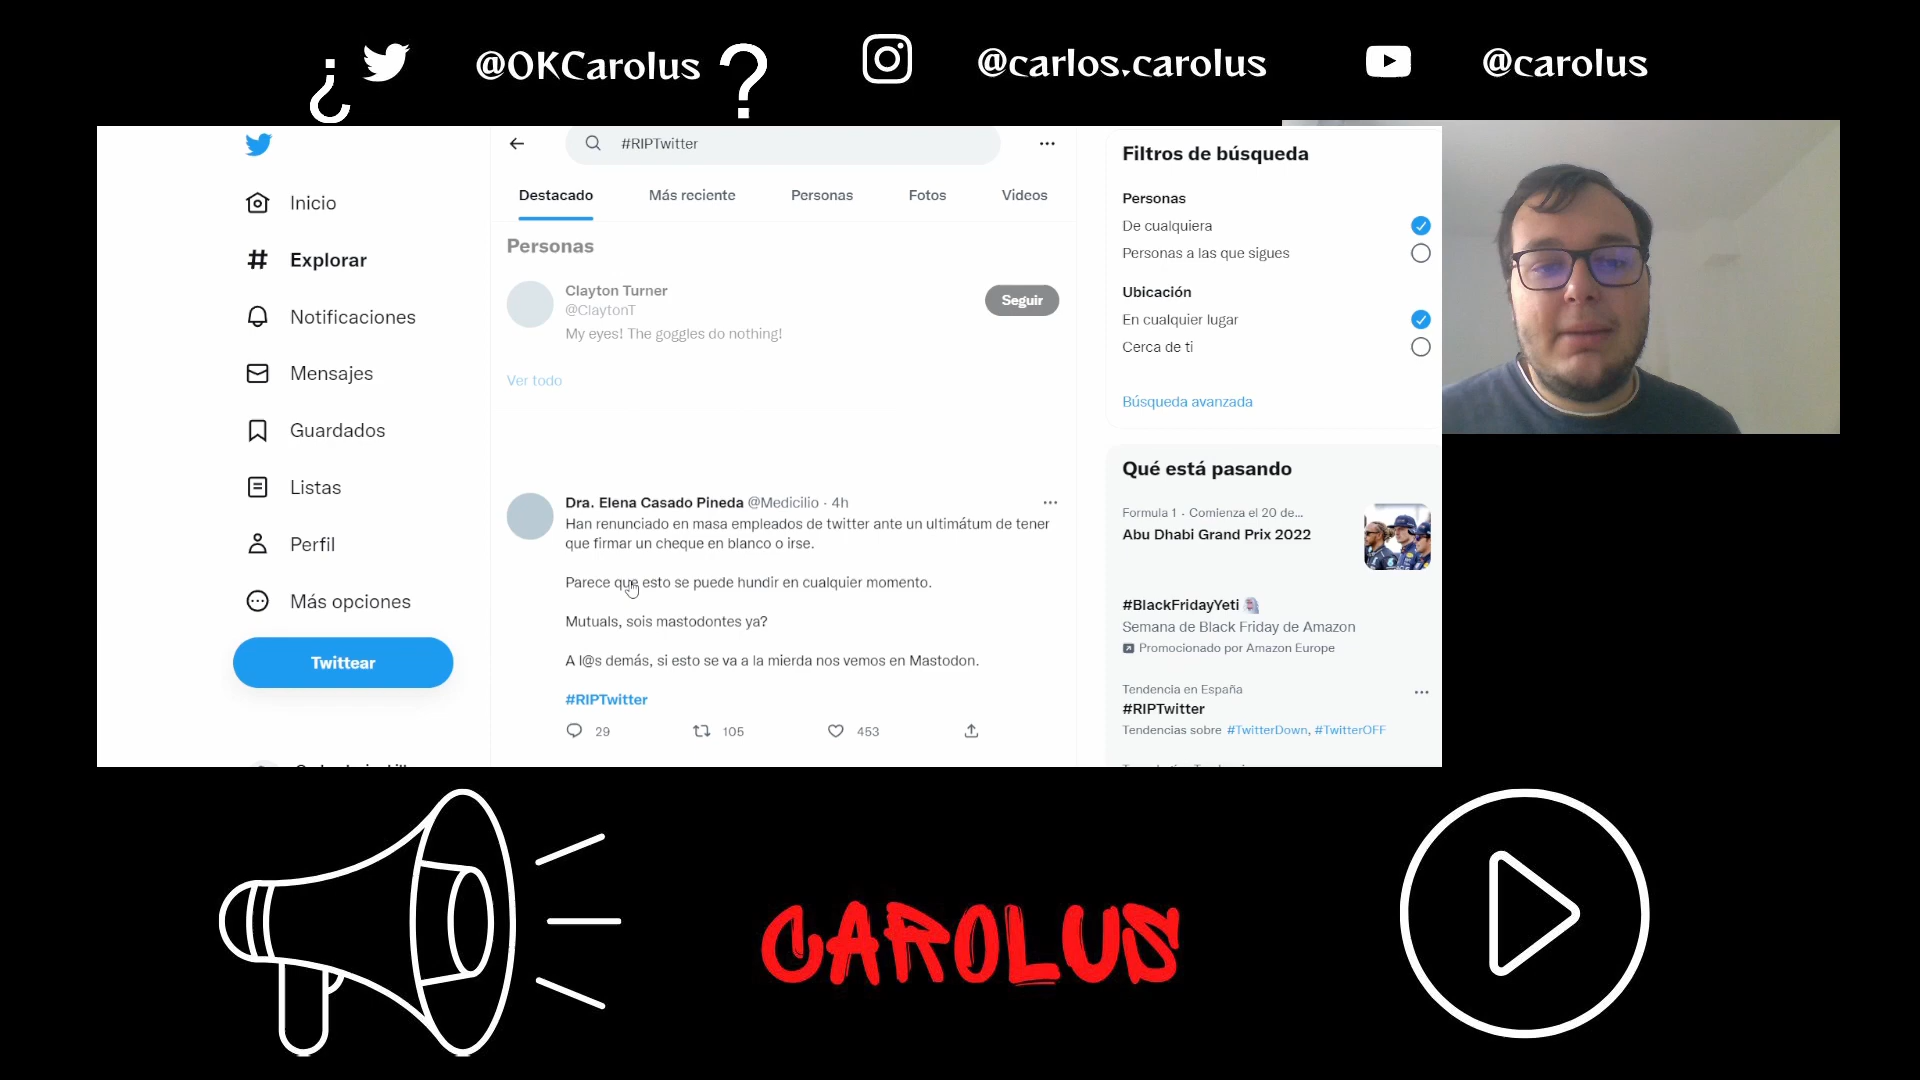 ¿ @OKCarolus ? @carlos.carolus @carolus
#RIPTwitter
Destacado Más reciente Personas Fotos Videos
Inicio
Explorar
Notificaciones
Mensajes
Guardados
Listas
Perfil
Más opciones
Twittear
Personas
Clayton Turner
@ClaytonT
My eyes! The goggles do nothing!
Seguir
Ver todo
Dra. Elena Casado Pineda @Medicilio · 4h
Han renunciado en masa empleados de twitter ante un ultimátum de tener
que firmar un cheque en blanco o irse.
Parece que esto se puede hundir en cualquier momento.
Mutuals, sois mastodontes ya?
A l@s demás, si esto se va a la mierda nos vemos en Mastodon.
#RIPTwitter
29 105 453
Filtros de búsqueda
Personas
De cualquiera
Personas a las que sigues
Ubicación
En cualquier lugar
Cerca de ti
Búsqueda avanzada
Qué está pasando
Formula 1 · Comienza el 20 de...
Abu Dhabi Grand Prix 2022
#BlackFridayYeti
Semana de Black Friday de Amazon
Promocionado por Amazon Europe
Tendencia en España
#RIPTwitter
Tendencias sobre #TwitterDown, #TwitterOFF
CAROLUS